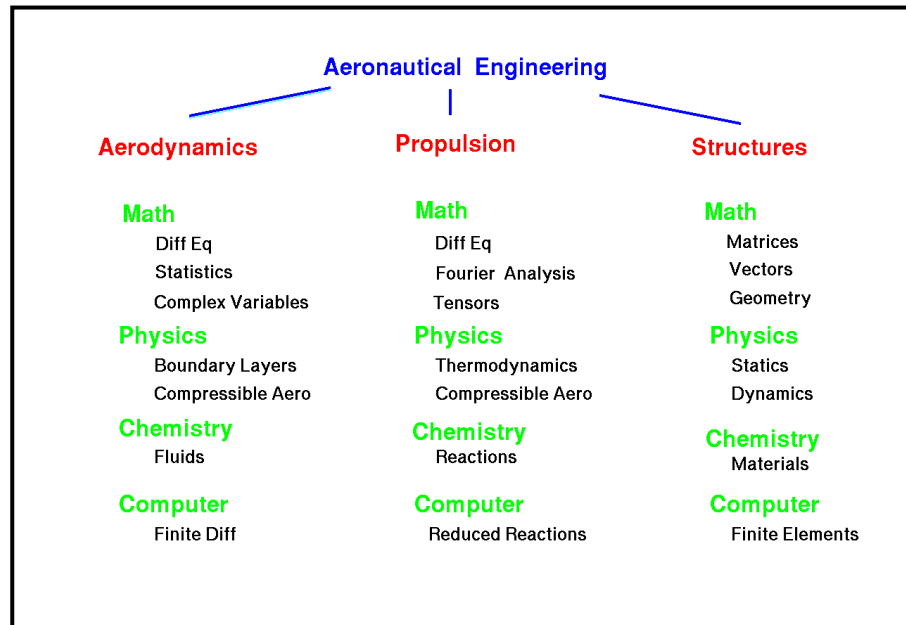 Aeronautical Engineering
Aerodynamics
Math
Diff Eq
Statistics
Complex Variables
Physics
Boundary Layers
Compressible Aero
Chemistry
Fluids
Computer
Finite Diff
Propulsion
Math
Diff Eq
Fourier Analysis
Tensors
Physics
Thermodynamics
Compressible Aero
Chemistry
Reactions
Computer
Reduced Reactions
Structures
Math
Matrices
Vectors
Geometry
Physics
Statics
Dynamics
Chemistry
Materials
Computer
Finite Elements